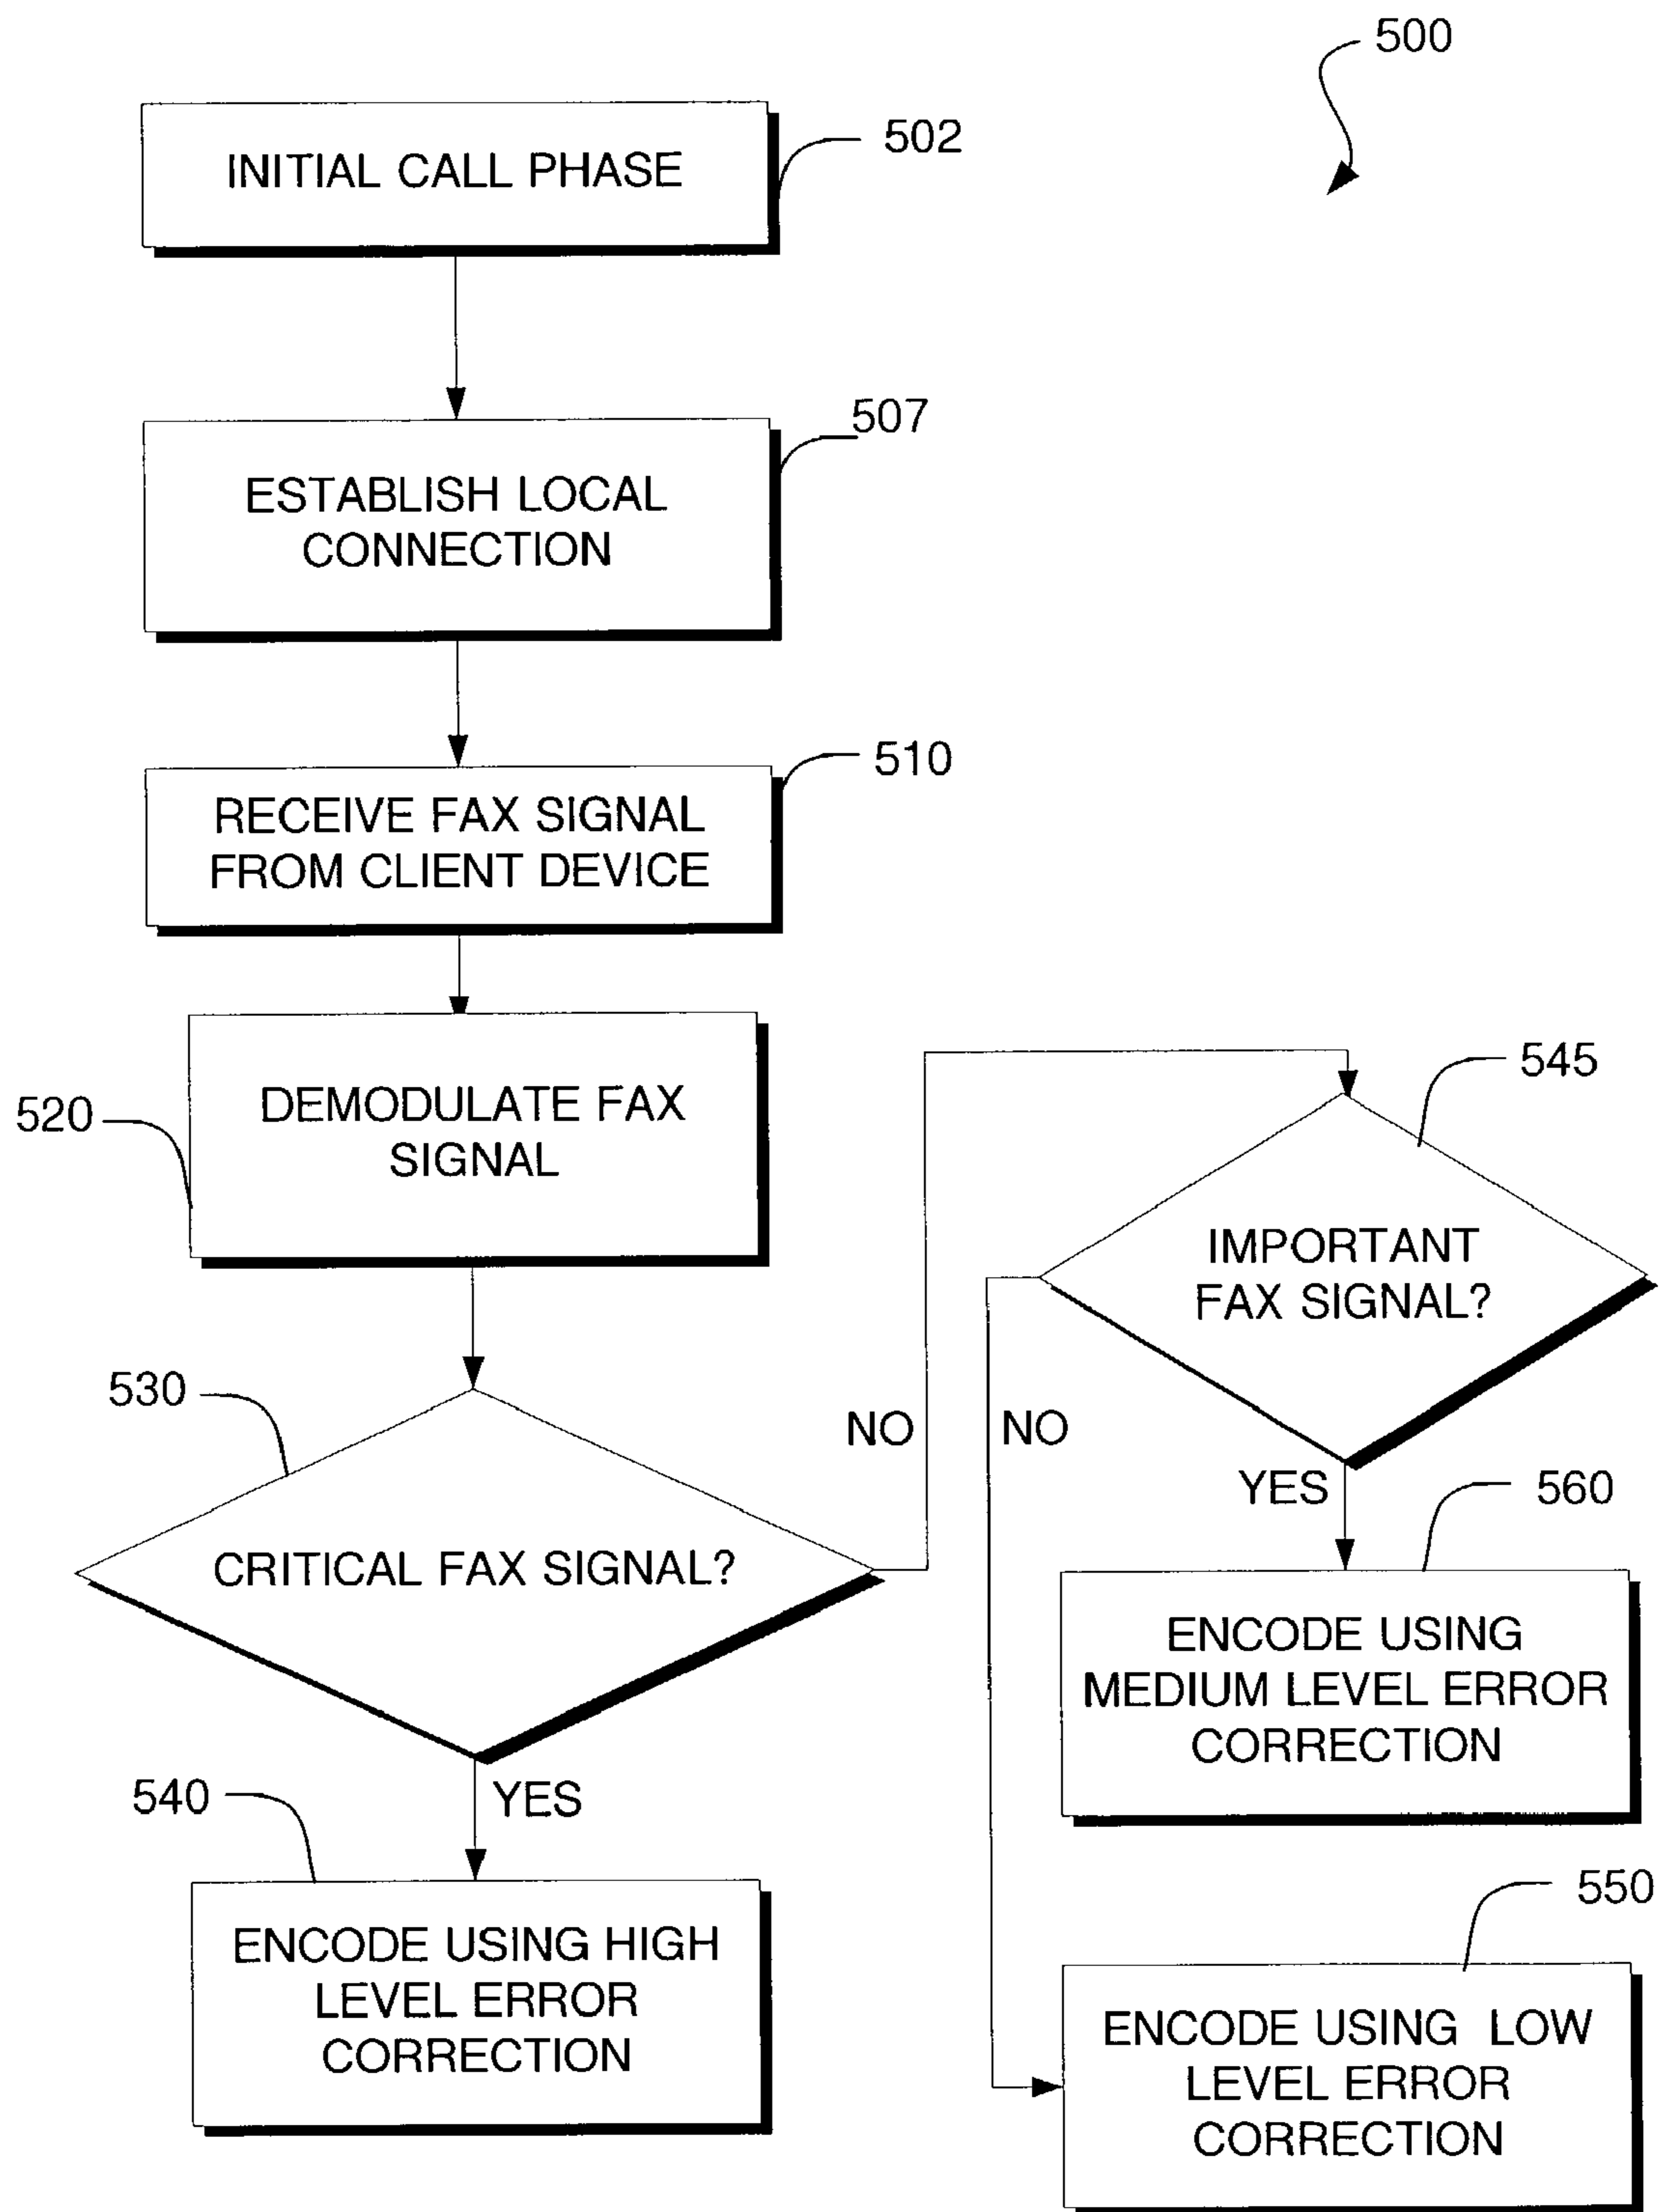 500
INITIAL CALL PHASE
502
ESTABLISH LOCAL
CONNECTION
507
RECEIVE FAX SIGNAL
FROM CLIENT DEVICE
510
DEMODULATE FAX
SIGNAL
520
CRITICAL FAX SIGNAL?
530
NO
YES
ENCODE USING HIGH
LEVEL ERROR
CORRECTION
540
IMPORTANT
FAX SIGNAL?
545
NO
YES
ENCODE USING
MEDIUM LEVEL ERROR
CORRECTION
560
ENCODE USING LOW
LEVEL ERROR
CORRECTION
550